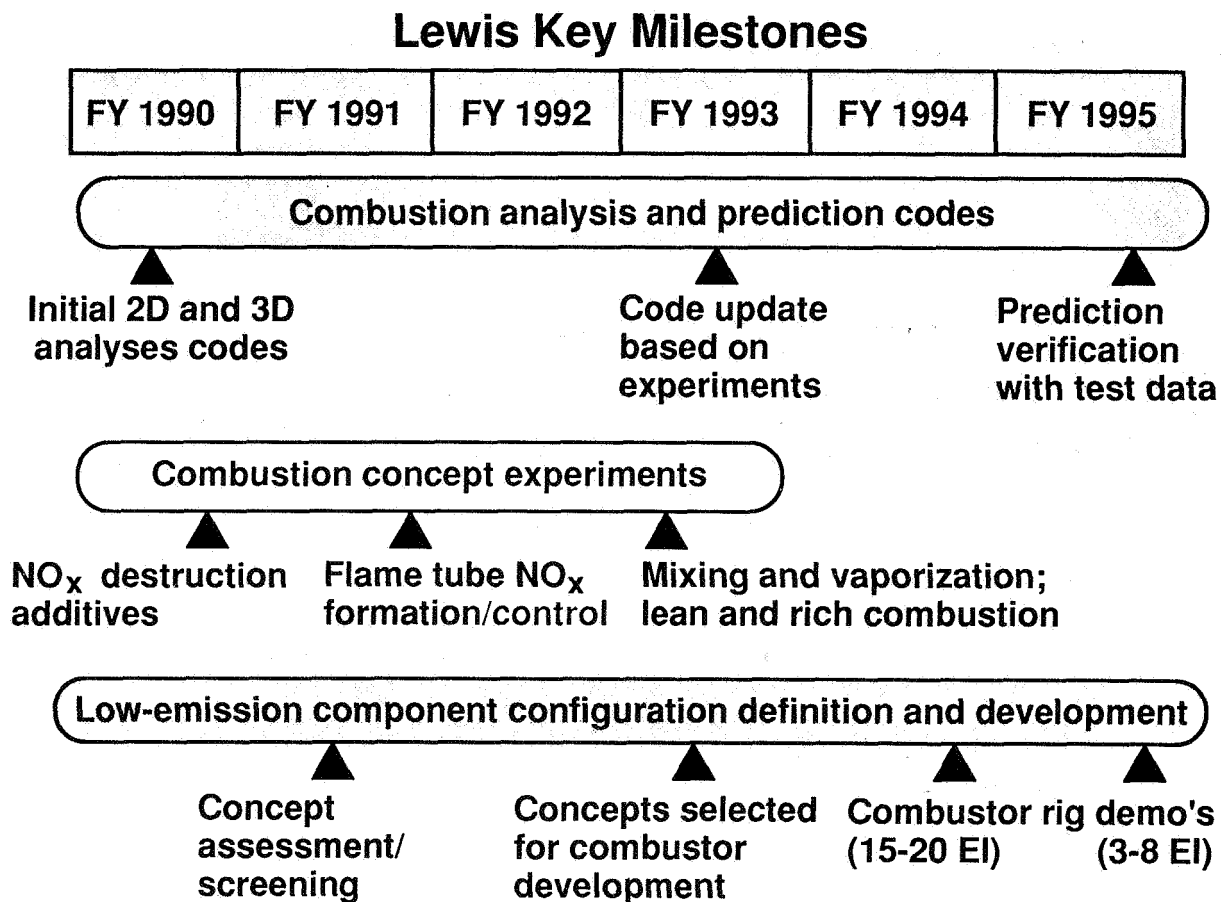 Lewis Key Milestones
FY 1990 FY 1991 FY 1992 FY 1993 FY 1994 FY 1995
Combustion analysis and prediction codes
Initial 2D and 3D
analyses codes
Code update
based on
experiments
Prediction
verification
with test data
Combustion concept experiments
NOx destruction
additives
Flame tube NOx
formation/control
Mixing and vaporization;
lean and rich combustion
Low-emission component configuration definition and development
Concept
assessment/
screening
Concepts selected
for combustor
development
Combustor rig demo's
(15-20 EI) (3-8 EI)